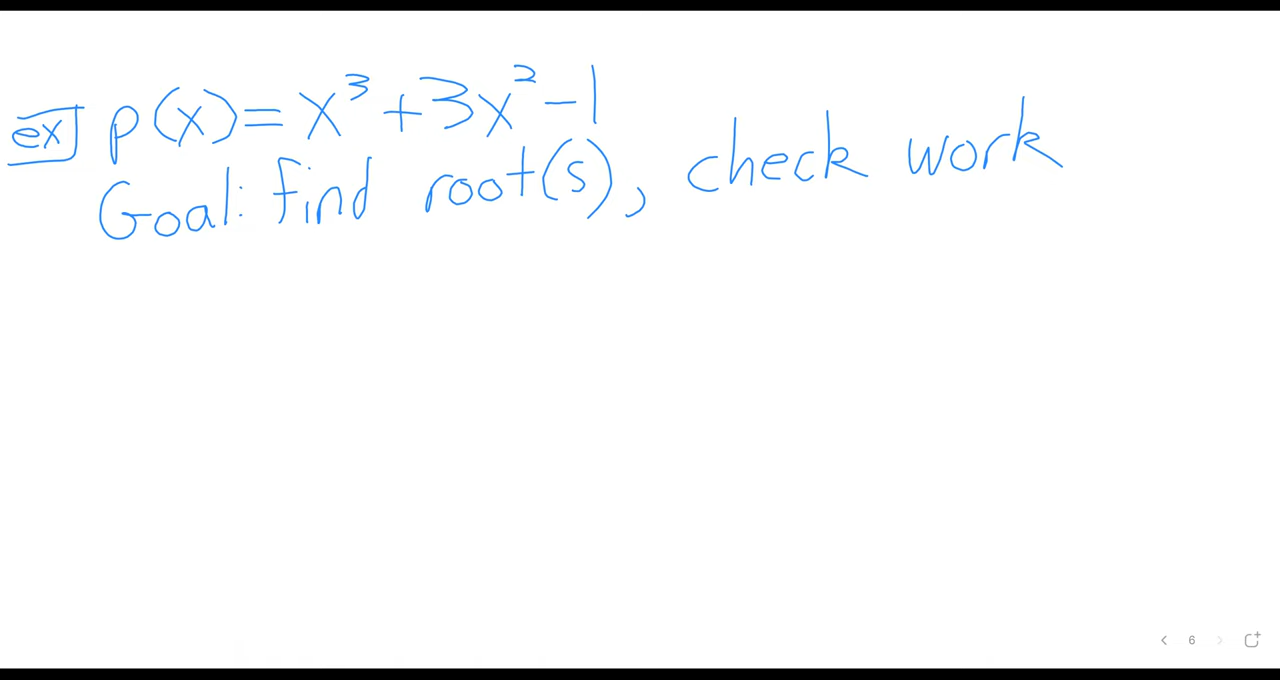 ex p(x) = x³ + 3x² - 1
Goal: find root(s), check work
6